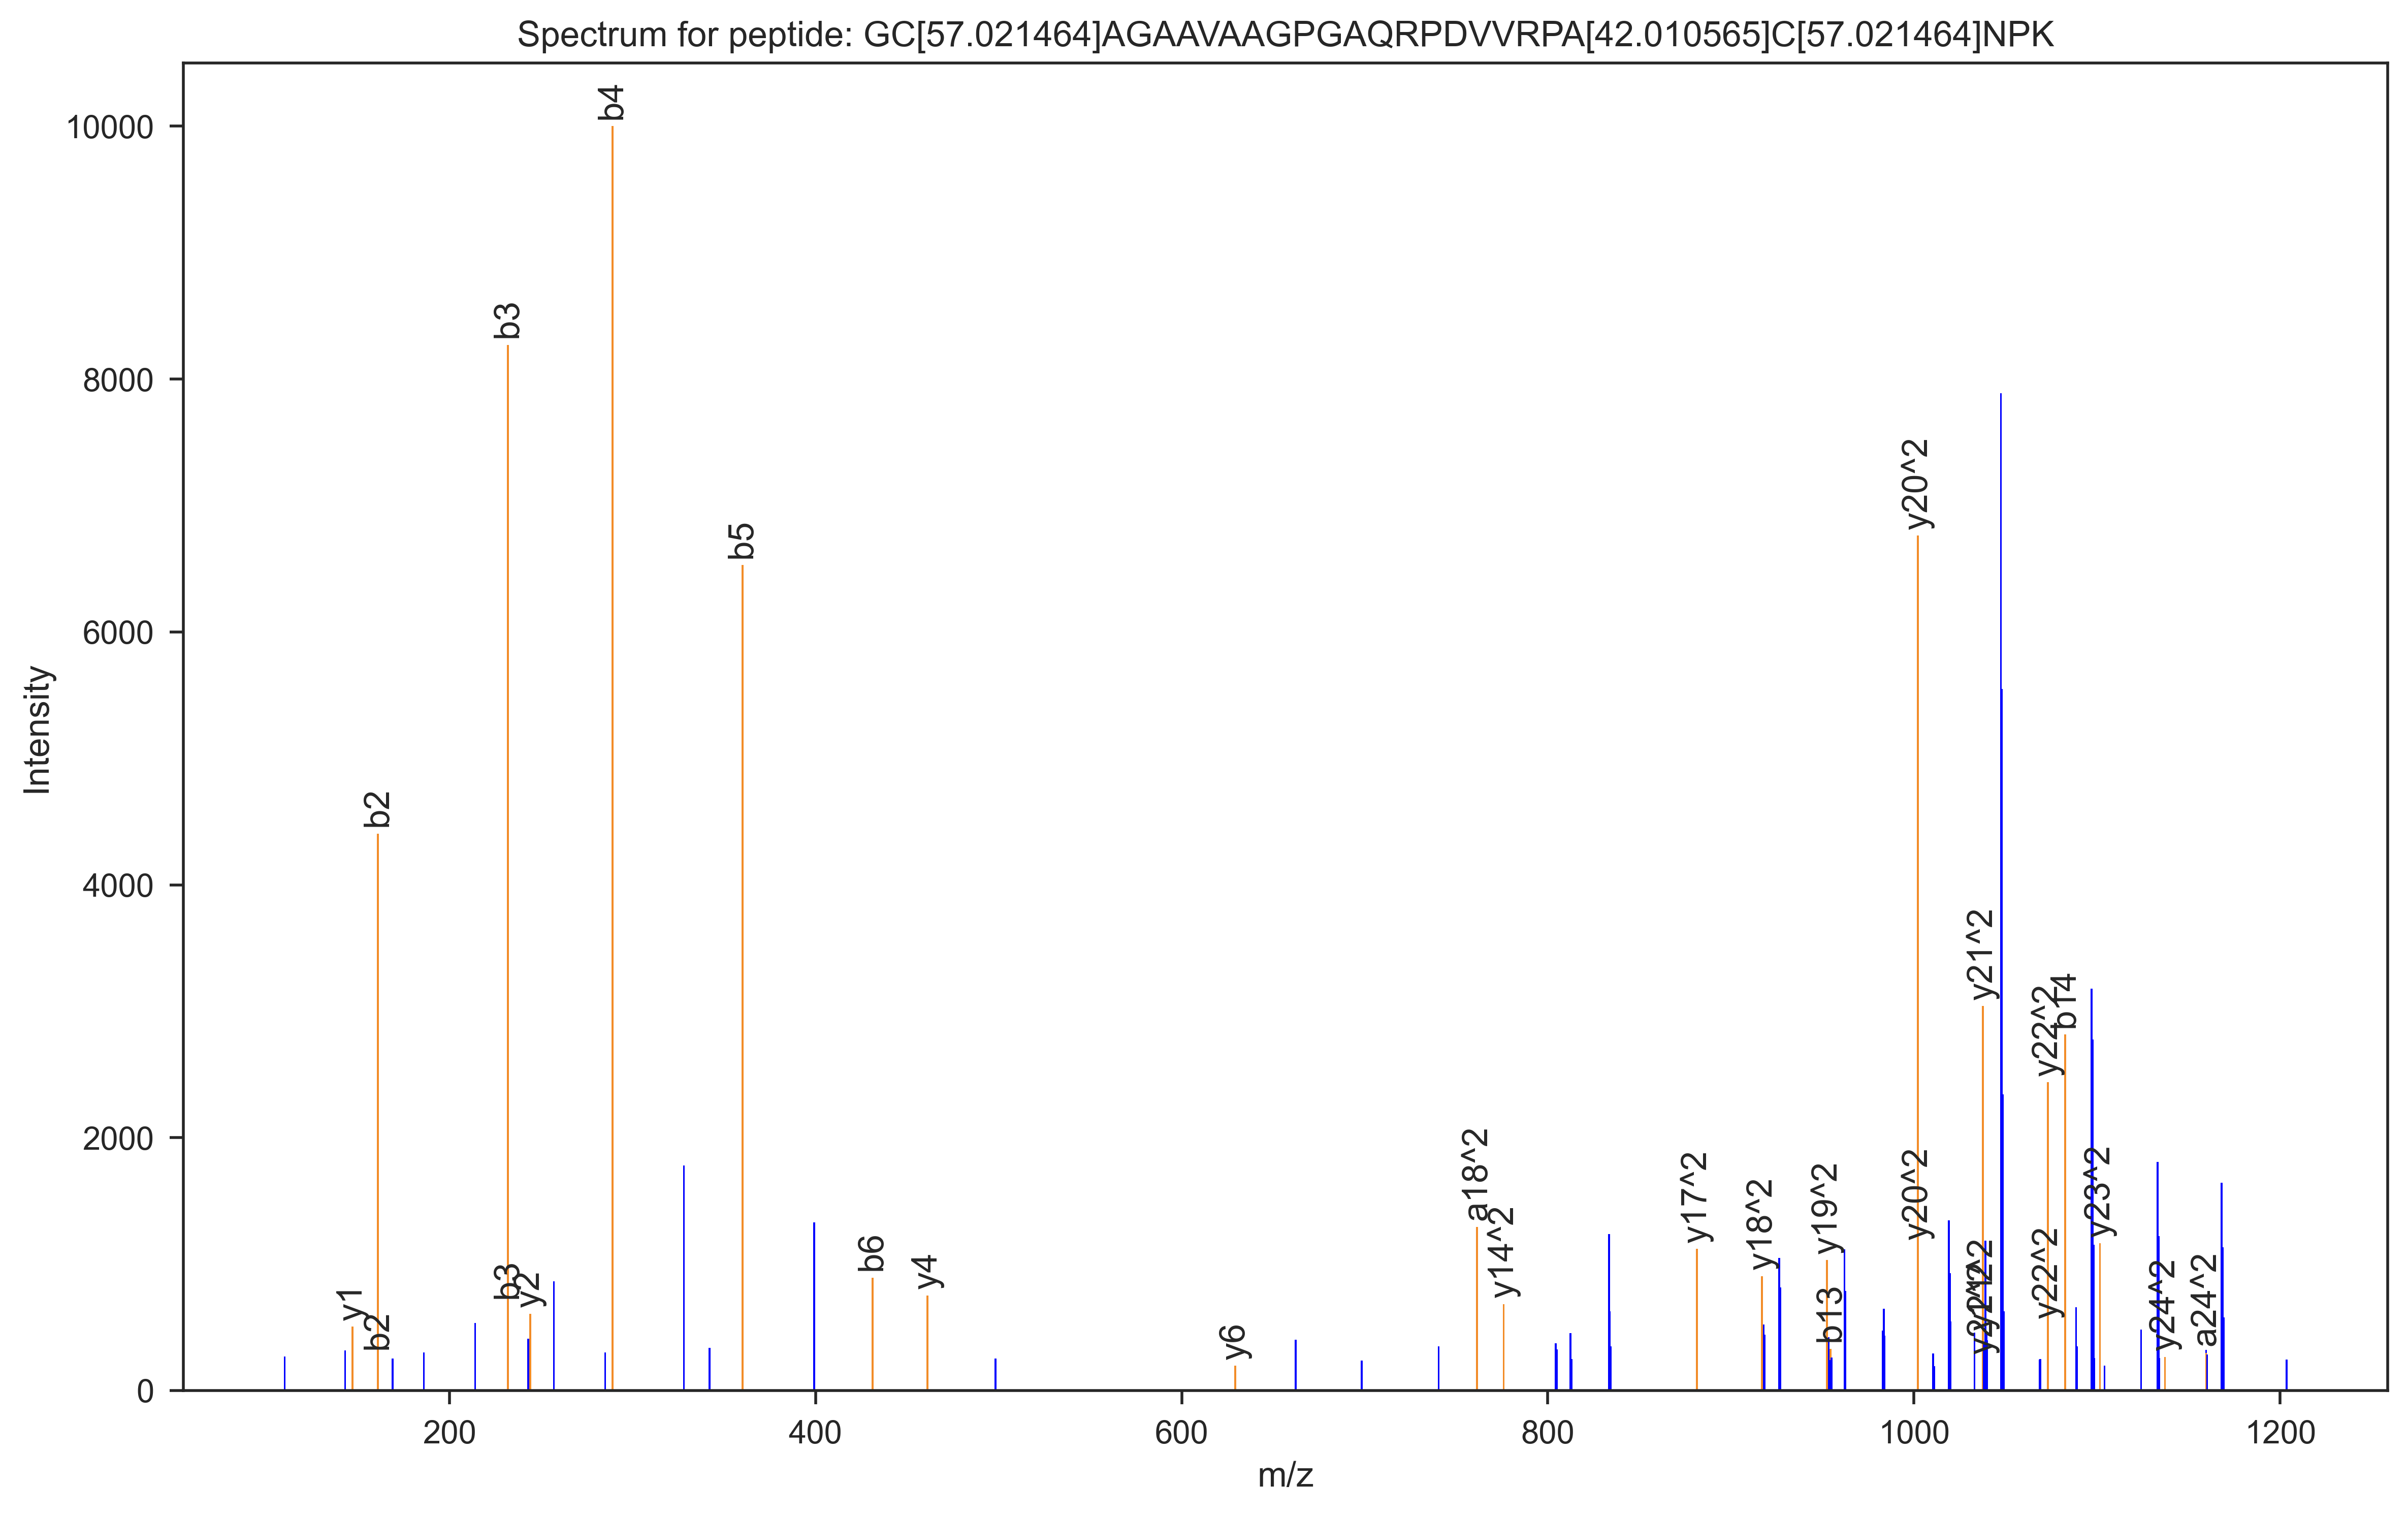 Spectrum for peptide: GC[57.021464]AGAAVAAGPGAQRPDVVRPA[42.010565]C[57.021464]NPK
Intensity
10000
8000
6000
4000
2000
0
b4
b3
b5
b2
y20^2
y21^2
y22^2
b14
a18^2
y14^2
y17^2
y18^2
y19^2
b13
y20^2
y22^2
y23^2
y21^2
y24^2
a24^2
b6
y4
y6
b3
y2
y1
b2
200
400
600
800
1000
1200
m/z